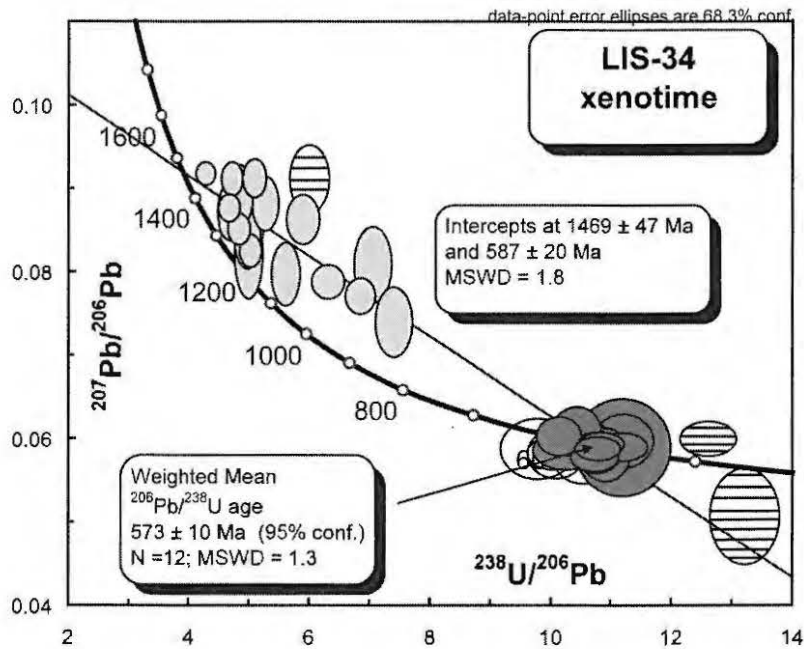 data-point error ellipses are 68.3% conf
LIS-34
xenotime
0.10
1600
1400
Intercepts at 1469 ± 47 Ma
and 587 ± 20 Ma
MSWD = 1.8
0.08
1200
²⁰⁷Pb/²⁰⁶Pb
1000
800
0.06
Weighted Mean
²⁰⁶Pb/²³⁸U age
573 ± 10 Ma (95% conf.)
N =12; MSWD = 1.3
²³⁸U/²⁰⁶Pb
0.04
2 4 6 8 10 12 14